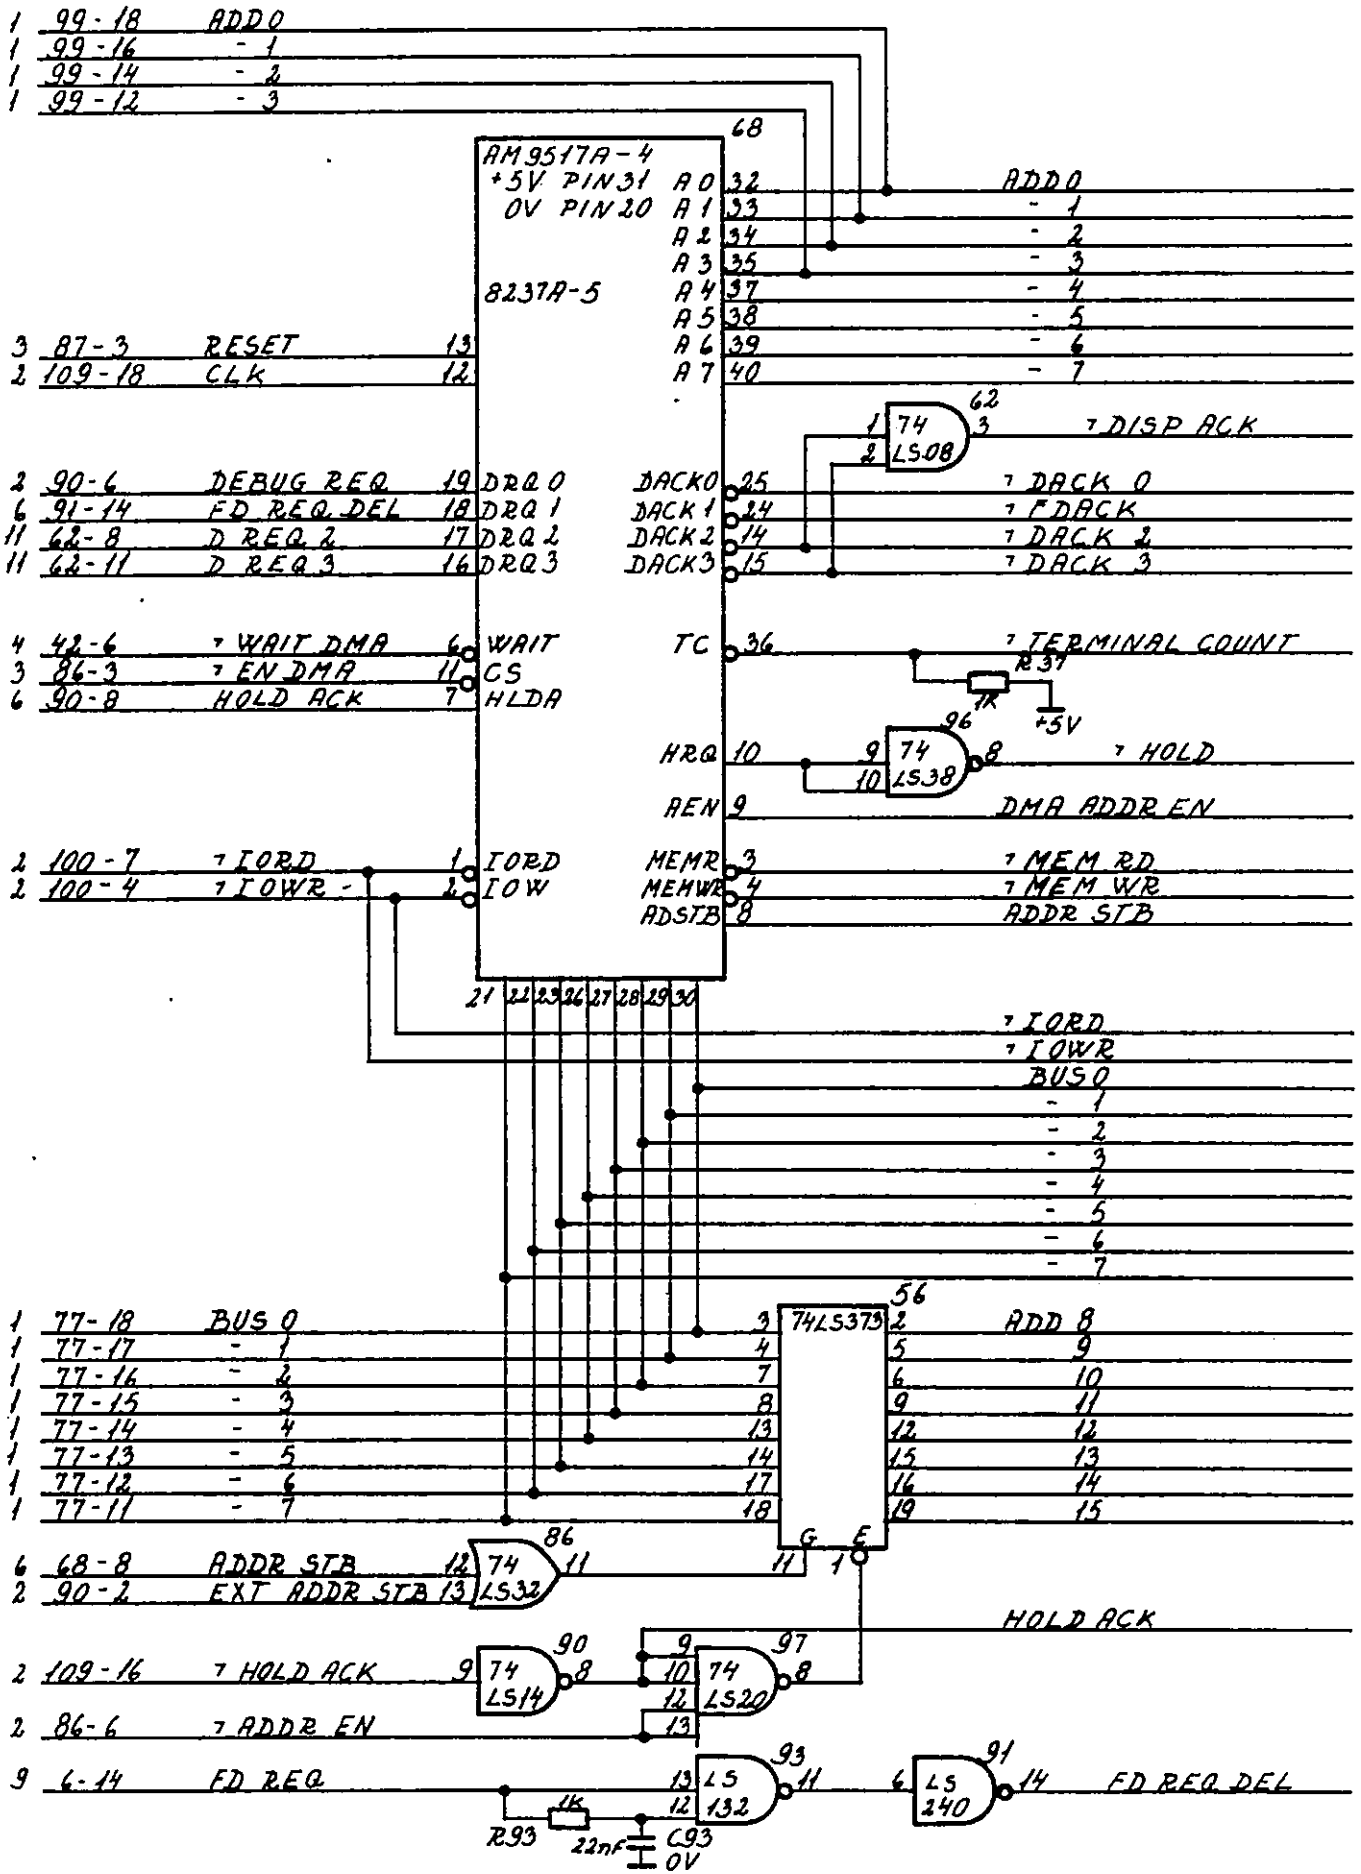 1 99-18 ADD 0
1 99-16 - 1
1 99-14 - 2
1 99-12 - 3
68
AM9517A-4
+5V PIN31 A0 32 ADD 0
0V PIN20 A1 33 - 1
A2 34 - 2
A3 35 - 3
8237A-5 A4 37 - 4
A5 38 - 5
3 87-3 RESET 13 A6 39 - 6
2 109-18 CLK 12 A7 40 - 7
62
1 74 3 ¬DISP ACK
2 LS08
2 90-6 DEBUG REQ 19 DRQ 0 DACK0 25 ¬DACK 0
6 91-14 FD REQ DEL 18 DRQ 1 DACK1 24 ¬FDACK
11 62-8 D REQ 2 17 DRQ 2 DACK2 14 ¬DACK 2
11 62-11 D REQ 3 16 DRQ 3 DACK3 15 ¬DACK 3
4 42-6 ¬WAIT DMA 6 WAIT TC 36 ¬TERMINAL COUNT
3 86-3 ¬EN DMA 11 CS R37
6 90-8 HOLD ACK 7 HLDA 1K
+5V
96
HRQ 10 9 74 8 ¬HOLD
10 LS38
AEN 9 DMA ADDR EN
2 100-7 ¬IORD 1 IORD MEMR 3 ¬MEM RD
2 100-4 ¬IOWR - 2 IOW MEMWR 4 ¬MEM WR
ADSTB 8 ADDR STB
21 22 23 26 27 28 29 30
¬IORD
¬IOWR
BUS 0
- 1
- 2
- 3
- 4
- 5
- 6
- 7
56
1 77-18 BUS 0 3 74LS373 2 ADD 8
1 77-17 - 1 4 5 9
1 77-16 - 2 7 6 10
1 77-15 - 3 8 9 11
1 77-14 - 4 13 12 12
1 77-13 - 5 14 15 13
1 77-12 - 6 17 16 14
1 77-11 - 7 18 19 15
G E
86 11 1
6 68-8 ADDR STB 12 74 11
2 90-2 EXT ADDR STB 13 LS32
HOLD ACK
90 9 97
2 109-16 ¬HOLD ACK 9 74 8 10 74 8
LS14 12 LS20
2 86-6 ¬ADDR EN 13
93 91
9 6-14 FD REQ 13 LS 11 6 LS 14 FD REQ DEL
1K 12 132 240
R93 22nF C93
0V